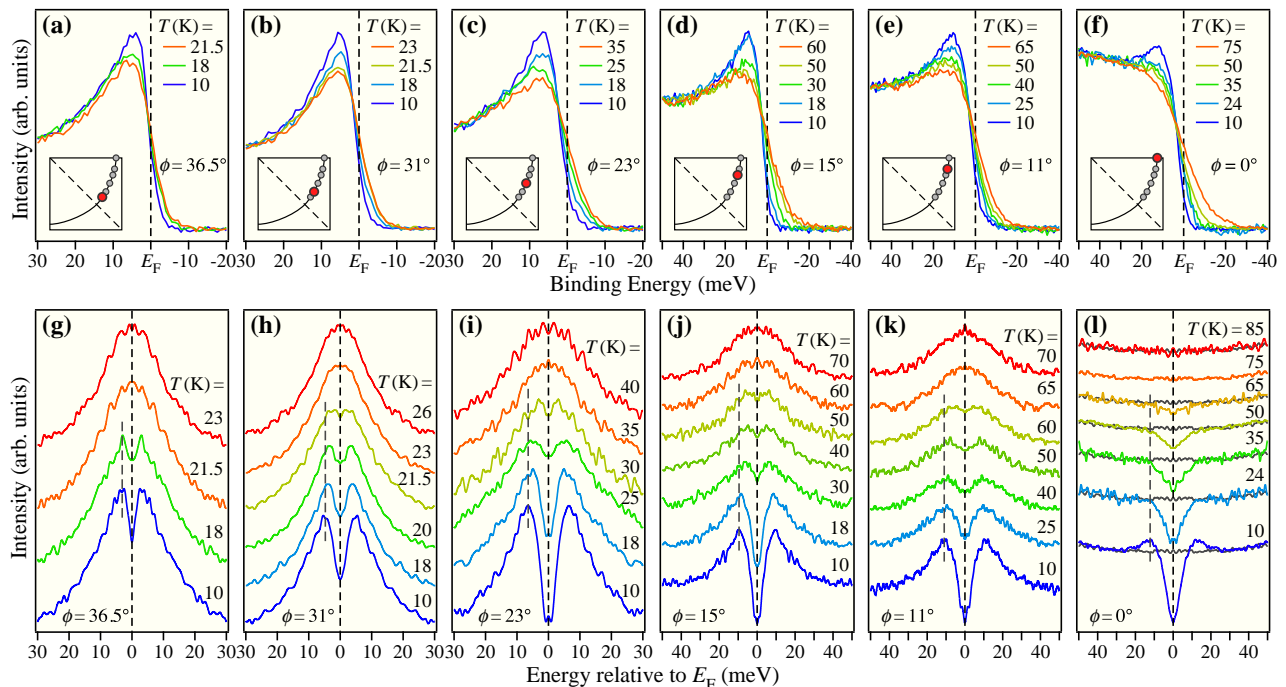 (a) T (K) = 21.5 18 10 ϕ = 36.5°
(b) T (K) = 23 21.5 18 10 ϕ = 31°
(c) T (K) = 35 25 18 10 ϕ = 23°
(d) T (K) = 60 50 30 18 10 ϕ = 15°
(e) T (K) = 65 50 40 25 10 ϕ = 11°
(f) T (K) = 75 50 35 24 10 ϕ = 0°
Intensity (arb. units)
30 20 10 EF -10 -20
30 20 10 EF -10 -20
30 20 10 EF -10 -20
40 20 EF -20 -40
40 20 EF -20 -40
40 20 EF -20 -40
Binding Energy (meV)
(g) T (K) = 23 21.5 18 10 ϕ = 36.5°
(h) T (K) = 26 23 21.5 20 18 10 ϕ = 31°
(i) T (K) = 40 35 30 25 18 10 ϕ = 23°
(j) T (K) = 70 60 50 40 30 18 10 ϕ = 15°
(k) T (K) = 70 65 60 50 40 25 10 ϕ = 11°
(l) T (K) = 85 75 65 50 35 24 10 ϕ = 0°
Intensity (arb. units)
30 20 10 0 10 20 30
30 20 10 0 10 20 30
30 20 10 0 10 20 30
40 20 0 20 40
40 20 0 20 40
40 20 0 20 40
Energy relative to EF (meV)